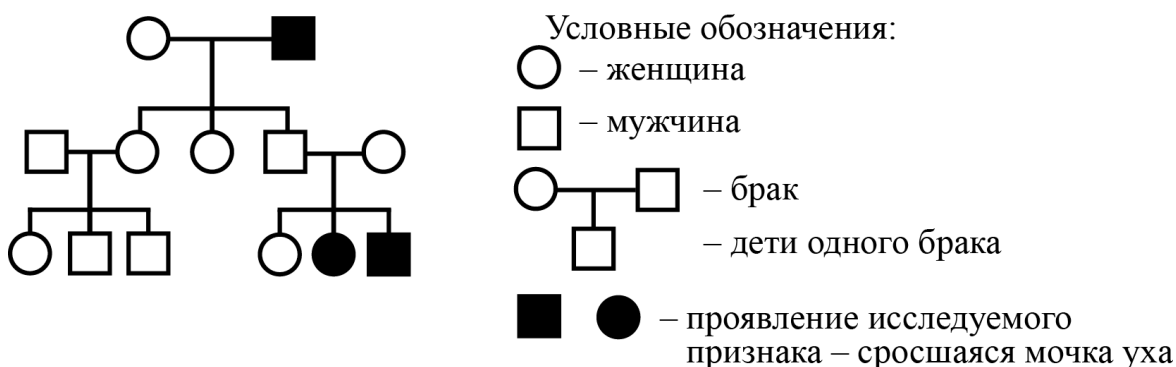 Условные обозначения:
– женщина
– мужчина
– брак
– дети одного брака
– проявление исследуемого
признака – сросшаяся мочка уха